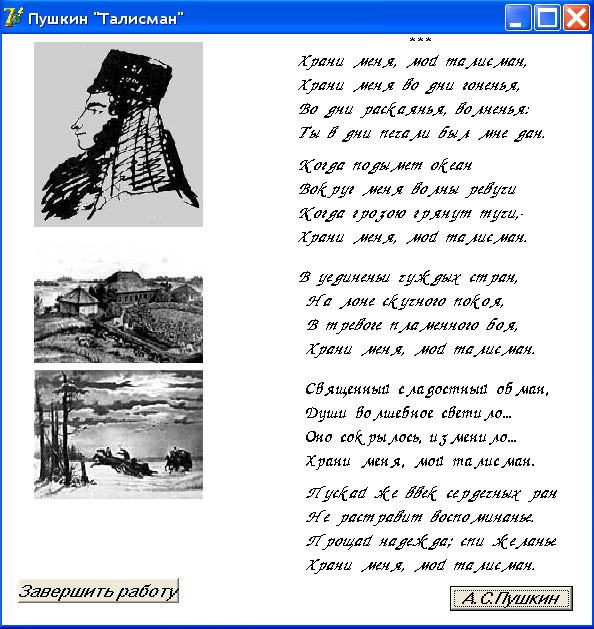 Пушкин "Талисман"
***
Храни меня, мой талисман,
Храни меня во дни гоненья,
Во дни раскаянья, волненья:
Ты в дни печали был мне дан.
Когда подымет океан
Вокруг меня волны ревучи
Когда грозою грянут тучи,-
Храни меня, мой талисман.
В уединеньи чуждых стран,
На лоне скучного покоя,
В тревоге пламенного боя,
Храни меня, мой талисман.
Священный сладостный обман,
Души волшебное светило...
Оно сокрылось, изменило...
Храни меня, мой талисман.
Пускай же ввек сердечных ран
Не растравит воспоминанье.
Прощай надежда; спи желанье
Храни меня, мой талисман.
Завершить работу
А.С.Пушкин